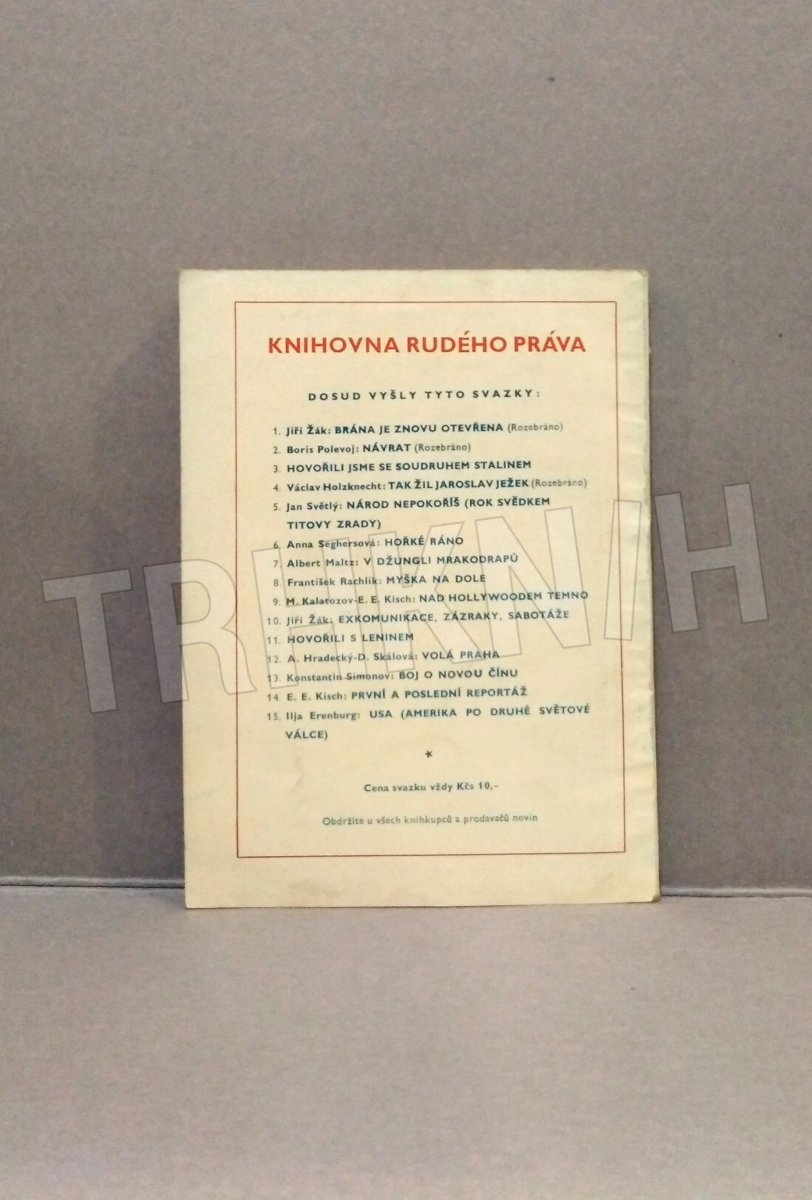 KNIHOVNA RUDÉHO PRÁVA
DOSUD VYŠLY TYTO SVAZKY:
1. Jiří Žák: BRÁNA JE ZNOVU OTEVŘENA (Rozebráno)
2. Boris Polevoj: NÁVRAT (Rozebráno)
3. HOVOŘILI JSME SE SOUDRUHEM STALINEM
4. Václav Holzknecht: TAK ŽIL JAROSLAV JEŽEK (Rozebráno)
5. Jan Světlý: NÁROD NEPOKOŘÍŠ (ROK SVĚDKEM
TITOVY ZRADY)
6. Anna Seghersová: HOŘKÉ RÁNO
7. Albert Maltz: V DŽUNGLI MRAKODRAPŮ
8. František Rachlík: MYŠKA NA DOLE
9. M. Kalatozov-E. E. Kisch: NAD HOLLYWOODEM TEMNO
10. Jiří Žák: EXKOMUNIKACE, ZÁZRAKY, SABOTÁŽE
11. HOVOŘILI S LENINEM
12. A. Hradecký-D. Skálová: VOLÁ PRAHA
13. Konstantin Simonov: BOJ O NOVOU ČÍNU
14. E. E. Kisch: PRVNÍ A POSLEDNÍ REPORTÁŽ
15. Ilja Erenburg: USA (AMERIKA PO DRUHÉ SVĚTOVÉ
VÁLCE)
Cena svazku vždy Kčs 10,–
Obdržíte u všech knihkupců a prodavačů novin
TRHKNIH